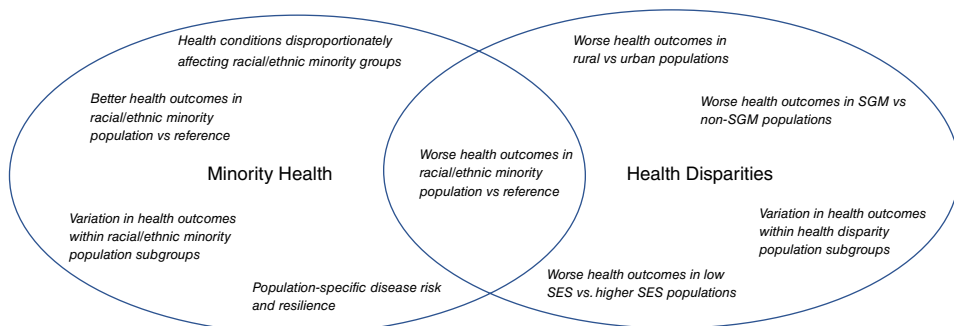 Health conditions disproportionately
affecting racial/ethnic minority groups
Better health outcomes in
racial/ethnic minority
population vs reference
Minority Health
Variation in health outcomes
within racial/ethnic minority
population subgroups
Population-specific disease risk
and resilience
Worse health outcomes in
racial/ethnic minority
population vs reference
Worse health outcomes in
rural vs urban populations
Worse health outcomes in SGM vs
non-SGM populations
Health Disparities
Variation in health outcomes
within health disparity
population subgroups
Worse health outcomes in low
SES vs. higher SES populations